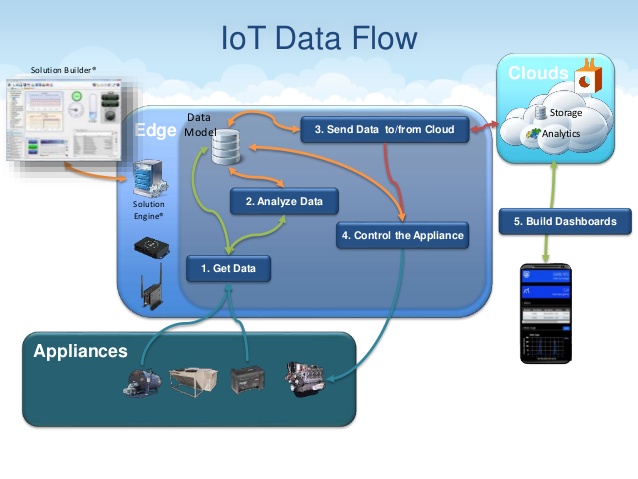 IoT Data Flow
Solution Builder®
Clouds
Storage
Analytics
Edge
Data
Model
3. Send Data to/from Cloud
Solution
Engine®
2. Analyze Data
4. Control the Appliance
5. Build Dashboards
1. Get Data
Appliances